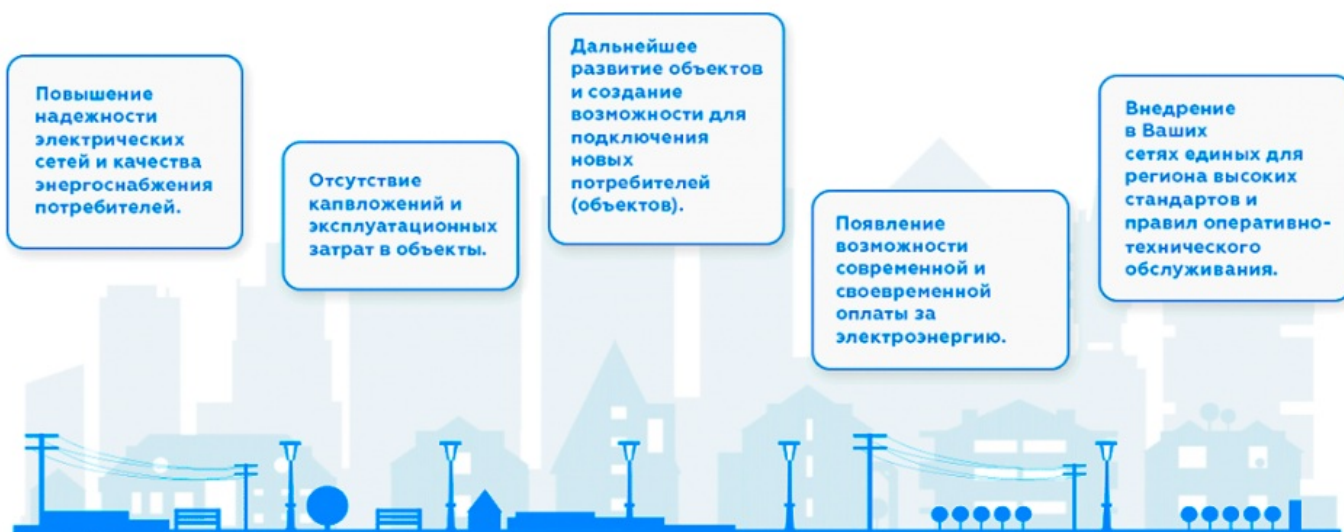 Повышение
надежности
электрических
сетей и качества
энергоснабжения
потребителей.
Отсутствие
капвложений и
эксплуатационных
затрат в объекты.
Дальнейшее
развитие объектов
и создание
возможности для
подключения
новых
потребителей
(объектов).
Появление
возможности
современной и
своевременной
оплаты за
электроэнергию.
Внедрение
в Ваших
сетях единых для
региона высоких
стандартов и
правил оперативно-
технического
обслуживания.